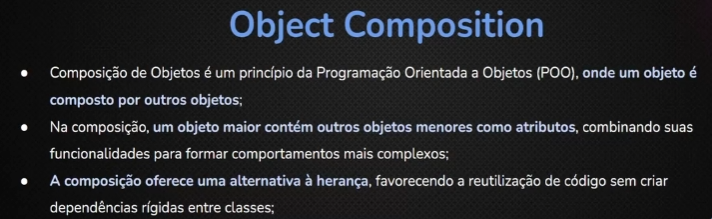 Object Composition
● Composição de Objetos é um princípio da Programação Orientada a Objetos (POO), onde um objeto é
composto por outros objetos;
● Na composição, um objeto maior contém outros objetos menores como atributos, combinando suas
funcionalidades para formar comportamentos mais complexos;
● A composição oferece uma alternativa à herança, favorecendo a reutilização de código sem criar
dependências rígidas entre classes;